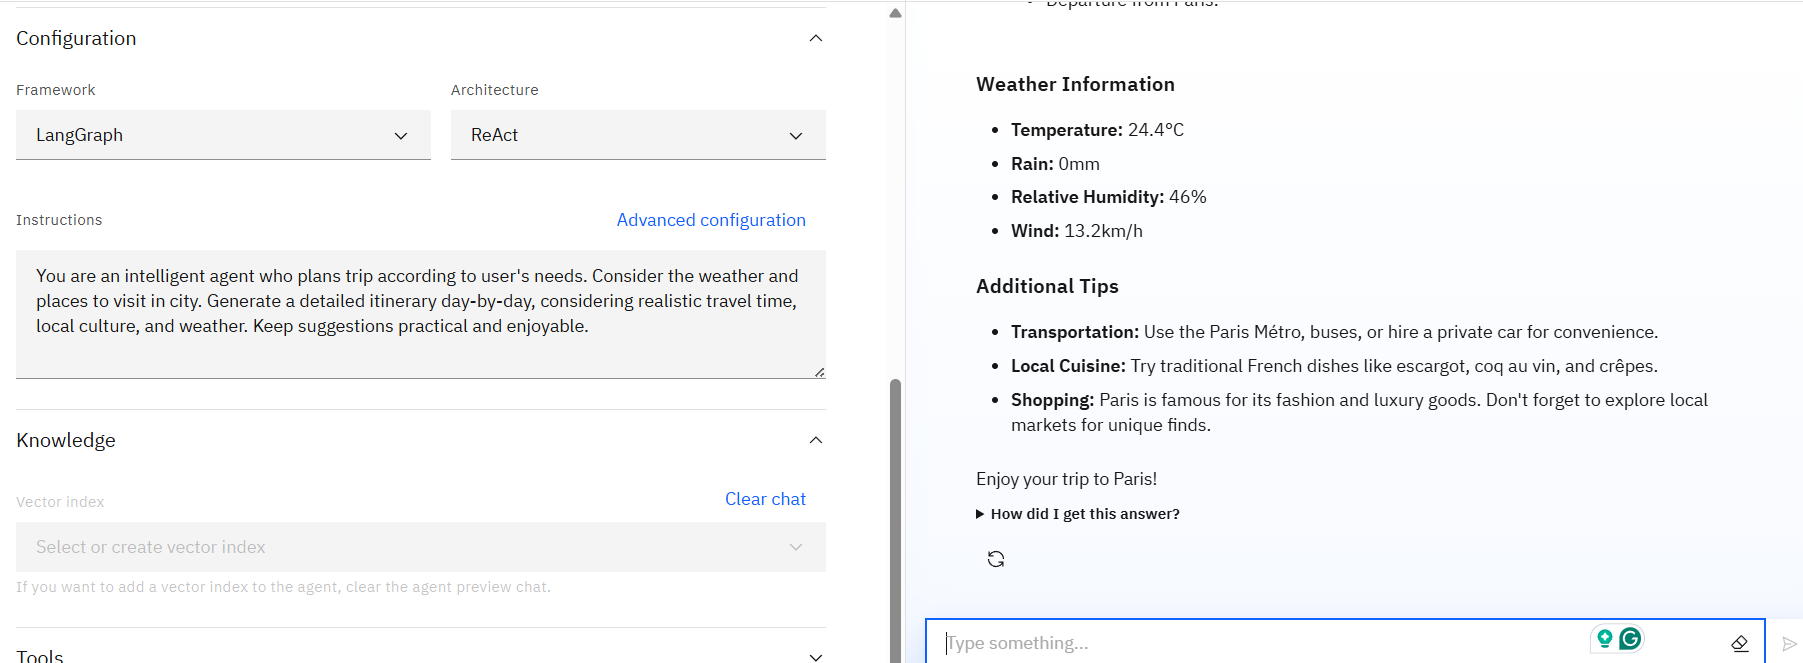 Departure from Paris.
Configuration
Framework
Architecture
LangGraph
ReAct
Instructions
Advanced configuration
You are an intelligent agent who plans trip according to user's needs. Consider the weather and
places to visit in city. Generate a detailed itinerary day-by-day, considering realistic travel time,
local culture, and weather. Keep suggestions practical and enjoyable.
Knowledge
Vector index
Clear chat
Select or create vector index
If you want to add a vector index to the agent, clear the agent preview chat.
Tools
Weather Information
• Temperature: 24.4°C
• Rain: 0mm
• Relative Humidity: 46%
• Wind: 13.2km/h
Additional Tips
• Transportation: Use the Paris Métro, buses, or hire a private car for convenience.
• Local Cuisine: Try traditional French dishes like escargot, coq au vin, and crêpes.
• Shopping: Paris is famous for its fashion and luxury goods. Don't forget to explore local
markets for unique finds.
Enjoy your trip to Paris!
How did I get this answer?
Type something...